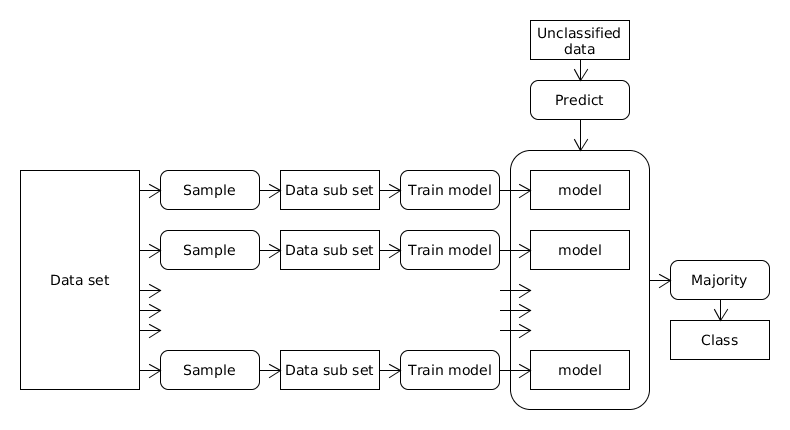 Unclassified
data
Predict
Sample
Data sub set
Train model
model
Sample
Data sub set
Train model
model
Data set
Majority
Class
Sample
Data sub set
Train model
model